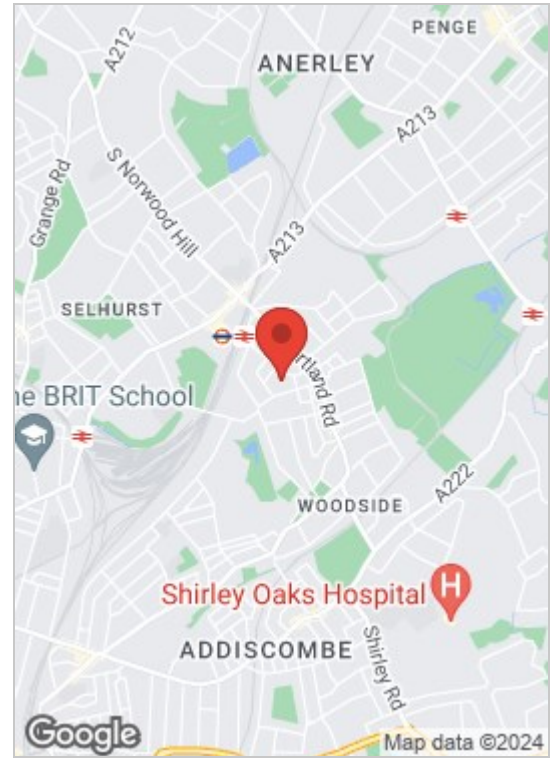 PENGE
A212
ANERLEY
A213
Grange Rd
S Norwood Hill
A213
SELHURST
rtland Rd
he BRIT School
A222
WOODSIDE
Shirley Oaks Hospital
H
ADDISCOMBE
Shirley Rd
Google
Map data ©2024